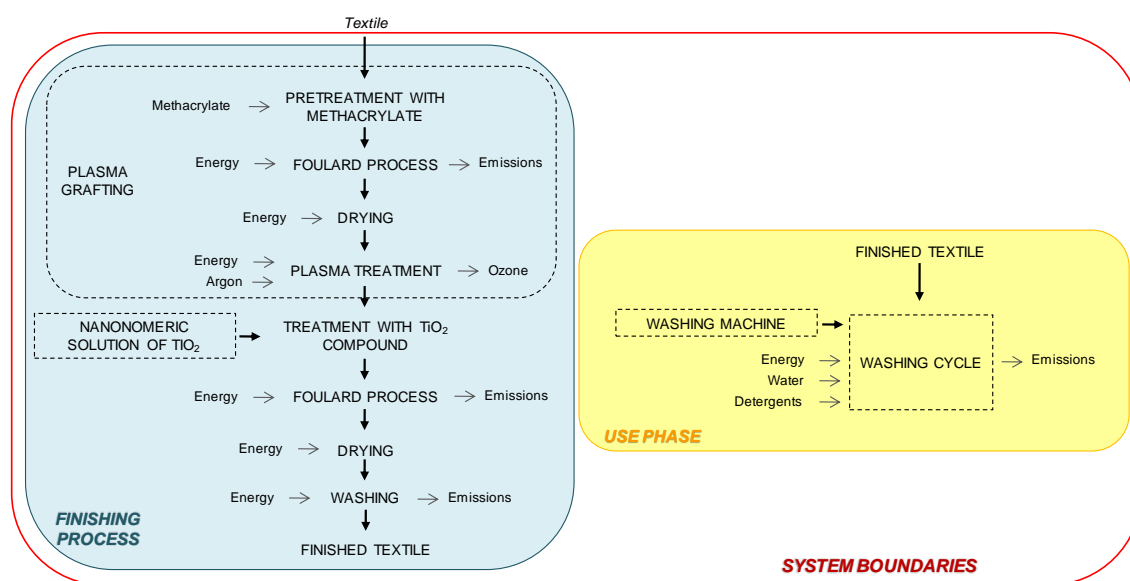 Textile
Methacrylate
PRETREATMENT WITH
METHACRYLATE
Energy
FOULARD PROCESS
Emissions
PLASMA
GRAFTING
Energy
DRYING
Energy
Argon
PLASMA TREATMENT
Ozone
NANONOMERIC
SOLUTION OF TIO2
TREATMENT WITH TiO2
COMPOUND
Energy
FOULARD PROCESS
Emissions
Energy
DRYING
Energy
WASHING
Emissions
FINISHING
PROCESS
FINISHED TEXTILE
FINISHED TEXTILE
WASHING MACHINE
Energy
Water
Detergents
WASHING CYCLE
Emissions
USE PHASE
SYSTEM BOUNDARIES